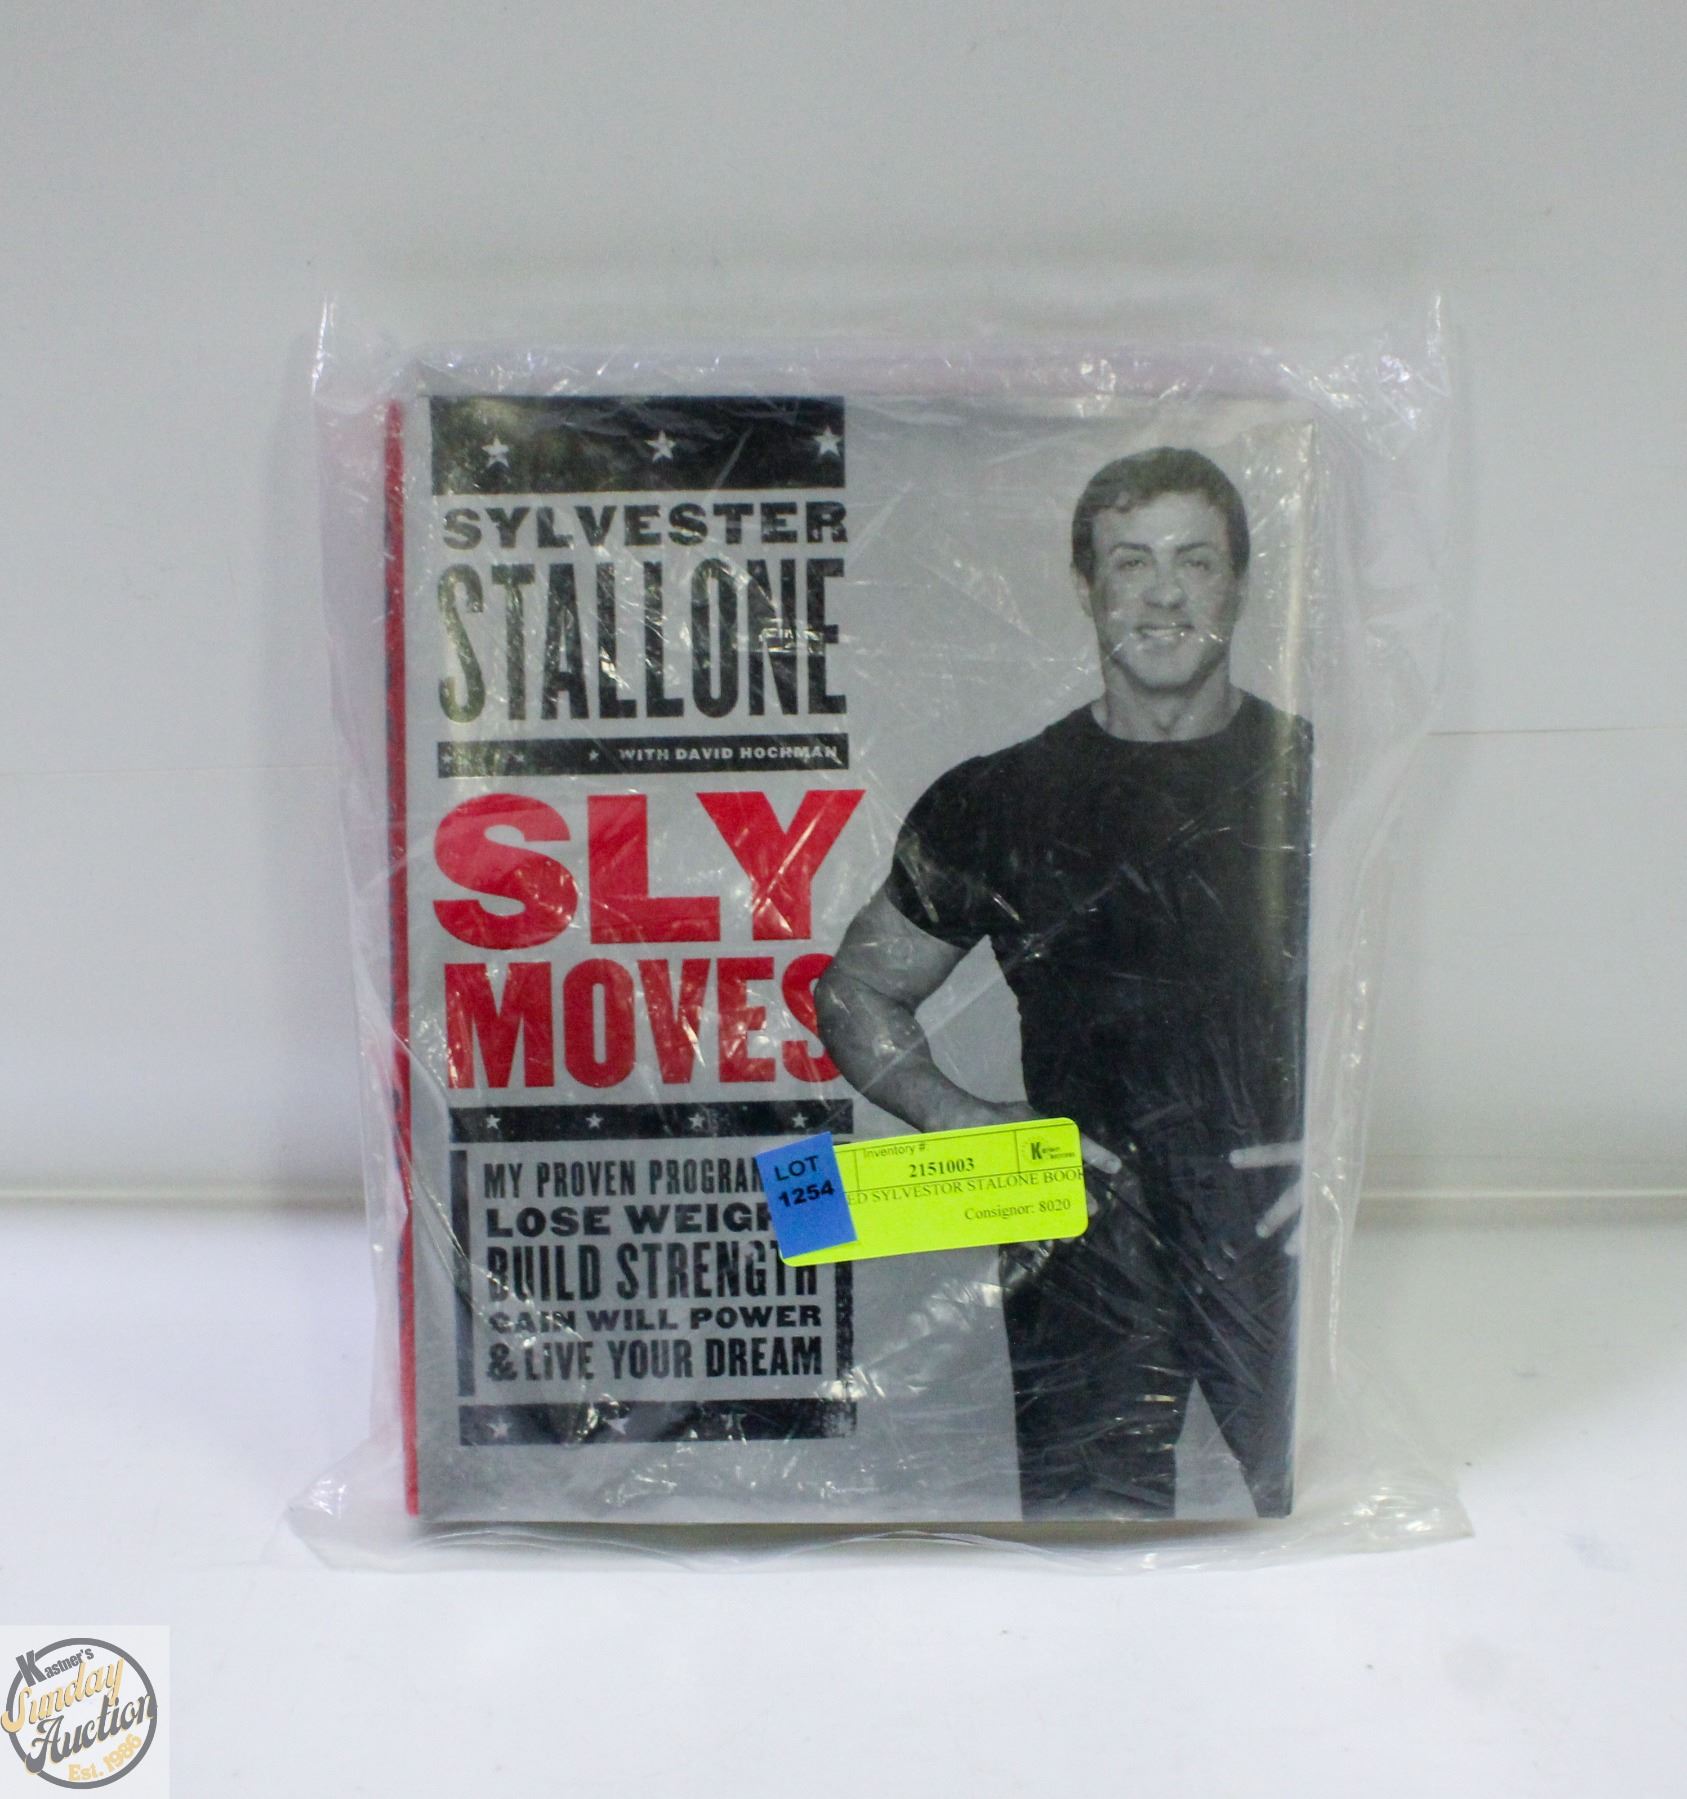 SYLVESTER
STALLONE
WITH DAVID HOCHMAN
SLY
MOVES
MY PROVEN PROGRAM
LOSE WEIGH
BUILD STRENGTH
GAIN WILL POWER
& LIVE YOUR DREAM
LOT
1254
Inventory #:
2151003
ED SYLVESTOR STALONE BOOK
Consignor: 8020
Kastner's
Sunday
Auction
Est. 1986